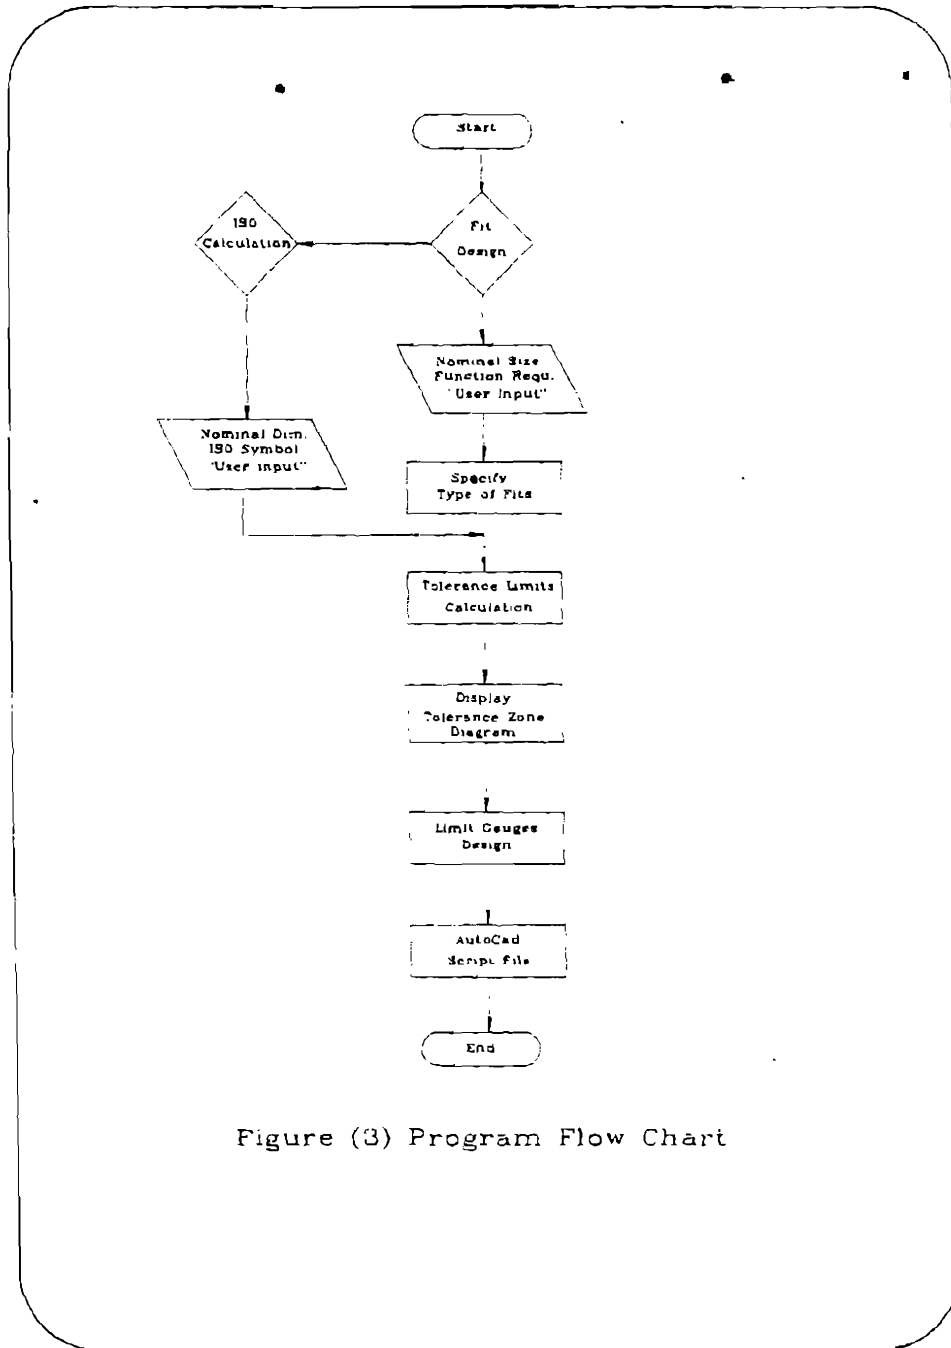 Start
Fit
Design
ISO
Calculation
Nominal Size
Function Requ.
"User Input"
Nominal Dim.
ISO Symbol
"User input"
Specify
Type of Fits
Tolerance Limits
Calculation
Display
Tolerance Zone
Diagram
Limit Gauges
Design
AutoCad
Script File
End
Figure (3) Program Flow Chart